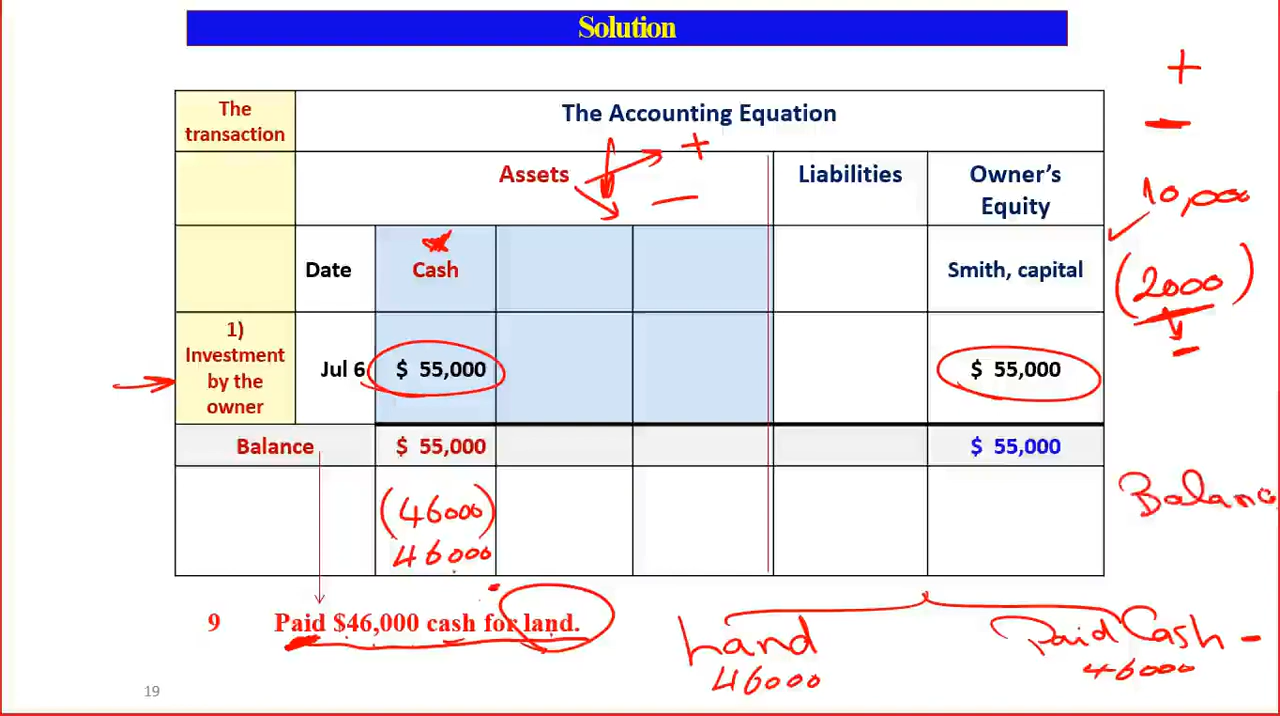 Solution
The transaction
The Accounting Equation
Assets
Liabilities
Owner's Equity
Date
Cash
Smith, capital
1) Investment by the owner
Jul 6
$ 55,000
$ 55,000
Balance
$ 55,000
$ 55,000
(46000)
46000
9 Paid $46,000 cash for land.
Land
46000
Paid Cash -
46000
+
-
+
-
10,000
(2000)
-
Balanc
19